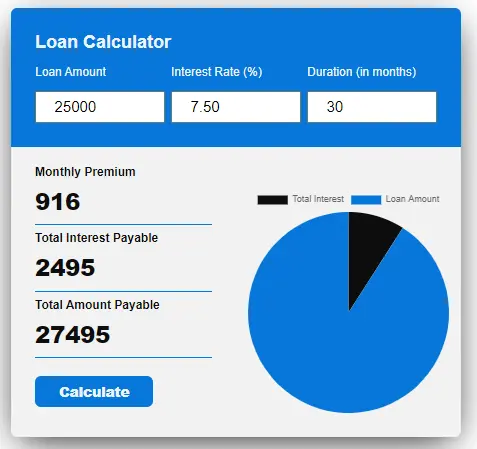 Loan Calculator
Loan Amount Interest Rate (%) Duration (in months)
25000 7.50 30
Monthly Premium
916
Total Interest Loan Amount
Total Interest Payable
2495
Total Amount Payable
27495
Calculate